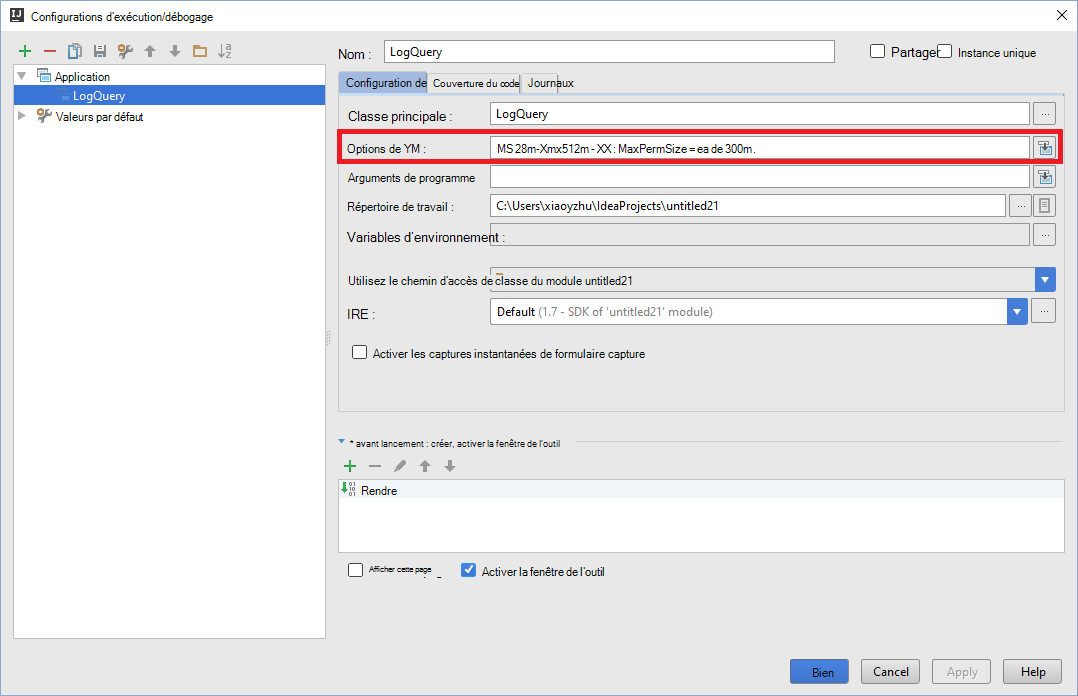 Configurations d'exécution/débogage
Nom :
LogQuery
Partager
Instance unique
Application
LogQuery
Valeurs par défaut
Configuration de
Couverture du code
Journaux
Classe principale :
LogQuery
...
Options de YM :
MS 28m-Xmx512m - XX : MaxPermSize = ea de 300m.
Arguments de programme
Répertoire de travail :
C:\Users\xiaoyzhu\IdeaProjects\untitled21
...
Variables d'environnement :
...
Utilisez le chemin d'accès de classe du module untitled21
IRE :
Default (1.7 - SDK of 'untitled21' module)
...
Activer les captures instantanées de formulaire capture
* avant lancement : créer, activer la fenêtre de l'outil
Rendre
Afficher cette page
Activer la fenêtre de l'outil
Bien
Cancel
Apply
Help